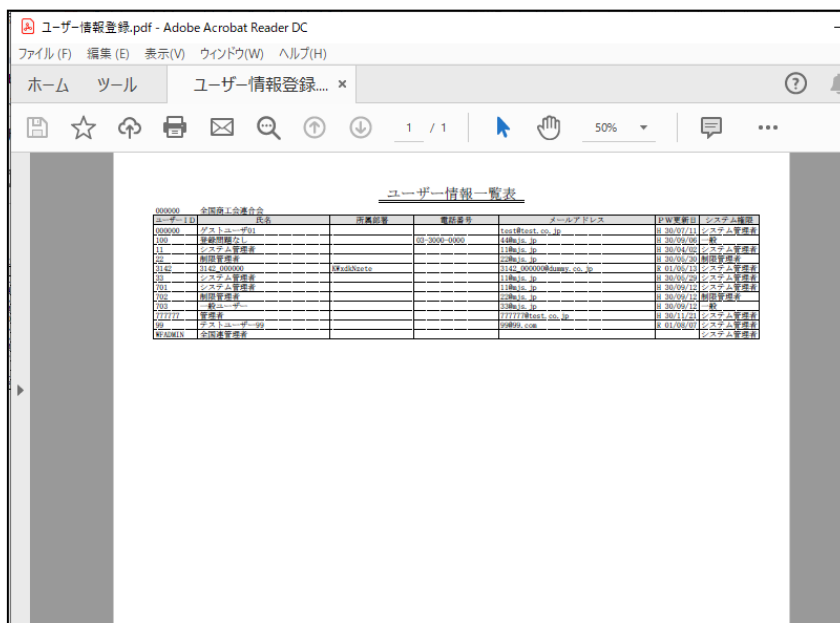 ユーザー情報登録.pdf - Adobe Acrobat Reader DC
ファイル(F) 編集(E) 表示(V) ウィンドウ(W) ヘルプ(H)
ホーム ツール ユーザー情報登録.... ×
1 / 1 50%
ユーザー情報一覧表
000000 全国商工会連合会
ユーザーID 氏名 所属部署 電話番号 メールアドレス PW更新日 システム権限
000000 ゲストユーザ01 test@test.co.jp H 30/07/11 システム管理者
100 登録問題なし 03-3000-0000 44@mjs.jp H 30/09/06 一般
11 システム管理者 11@mjs.jp H 30/04/02 システム管理者
22 制限管理者 22@mjs.jp H 30/05/30 制限管理者
3142 3142_000000 3142_000000@dummy.co.jp R 01/05/13 システム管理者
33 システム管理者 11@mjs.jp H 30/05/29 システム管理者
701 システム管理者 11@mjs.jp H 30/09/12 システム管理者
702 制限管理者 22@mjs.jp H 30/09/12 制限管理者
703 一般ユーザー 33@mjs.jp H 30/09/12 一般
777777 管理者 777777@test.co.jp H 30/11/21 システム管理者
99 テストユーザー99 99@99.com R 01/08/07 システム管理者
WFADMIN 全国連管理者 システム管理者